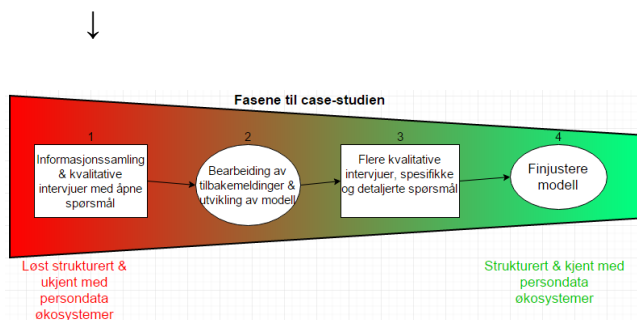 Fasene til case-studien
1
Informasjonssamling
& kvalitative
intervjuer med åpne
spørsmål
2
Bearbeiding av
tilbakemeldinger &
utvikling av modell
3
Flere kvalitative
intervjuer, spesifikke
og detaljerte spørsmål
4
Finjustere
modell
Løst strukturert &
ukjent med
persondata
økosystemer
Strukturert & kjent med
persondata
økosystemer